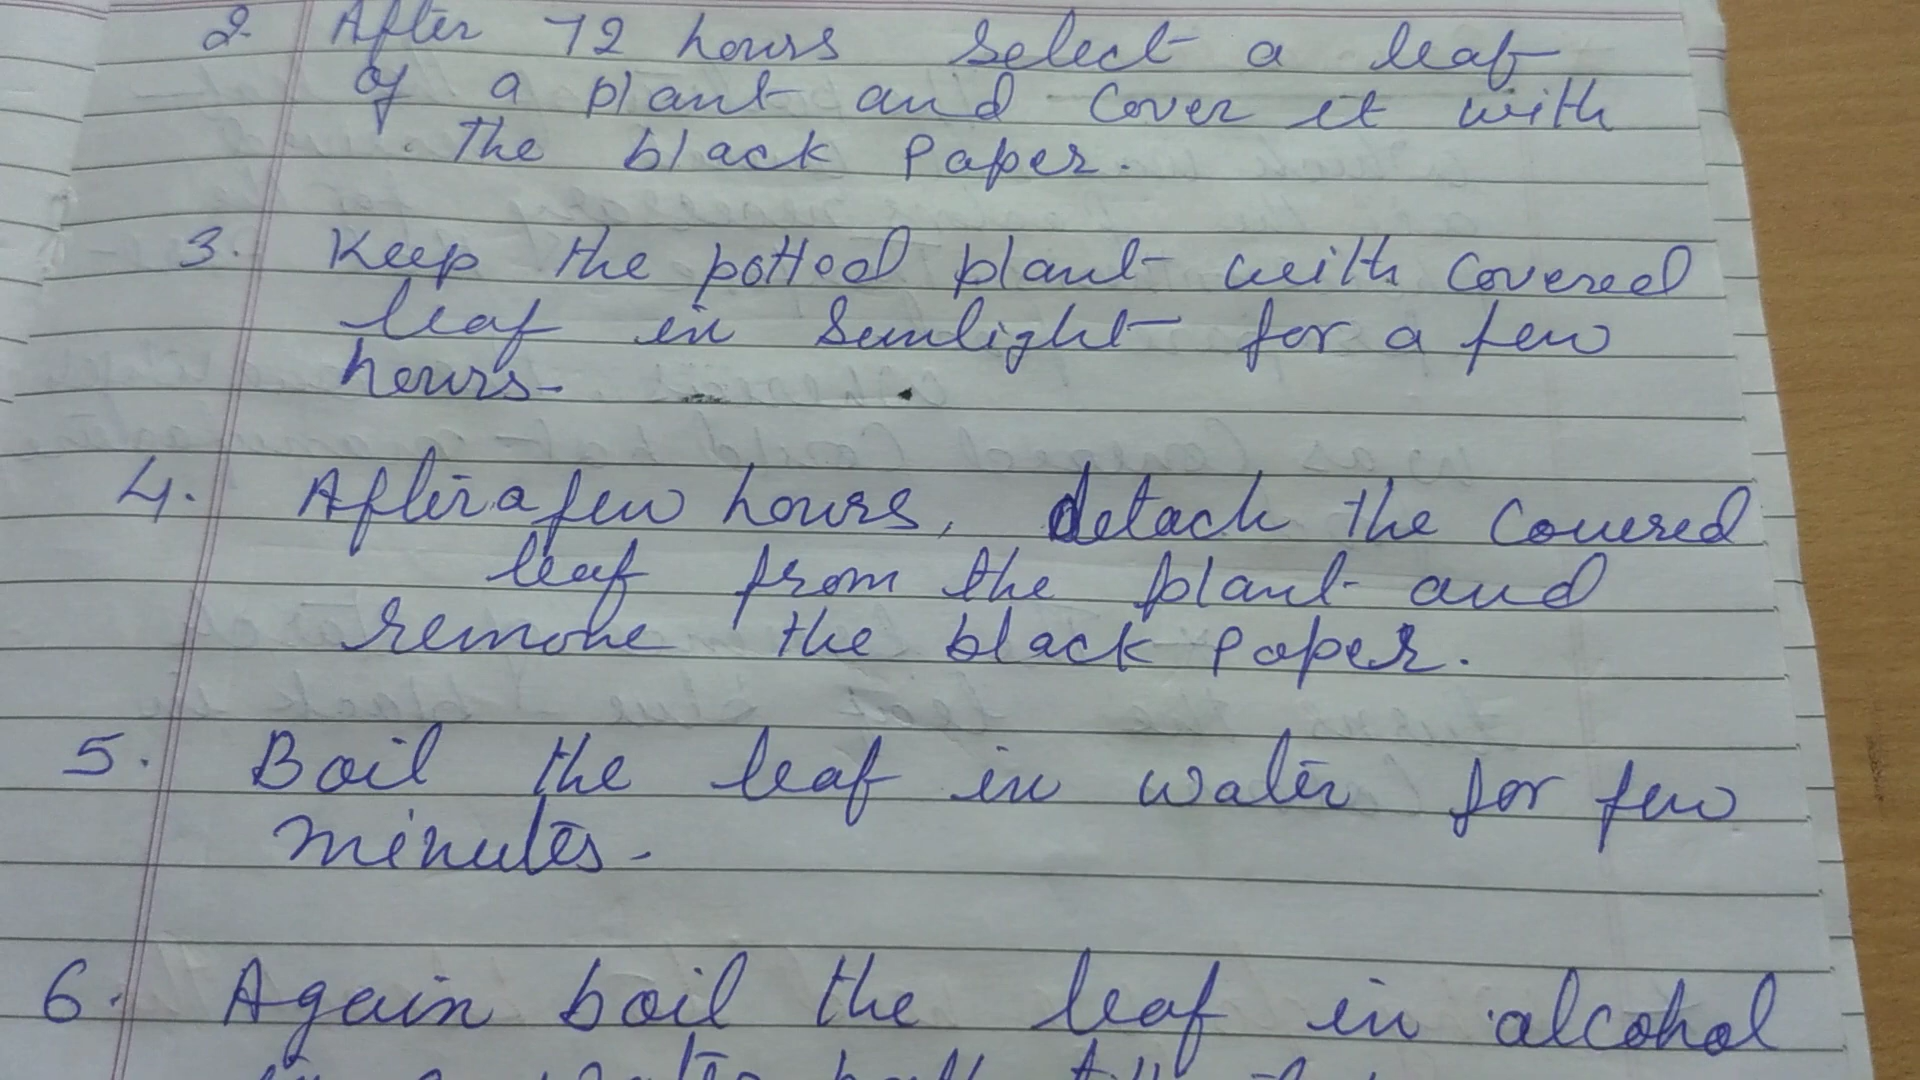 2. After 72 hours select a leaf
of a plant and cover it with
the black paper.
3. Keep the potted plant with covered
leaf in sunlight for a few
hours.
4. After a few hours, detach the covered
leaf from the plant and
remove the black paper.
5. Boil the leaf in water for few
minutes.
6. Again boil the leaf in alcohol